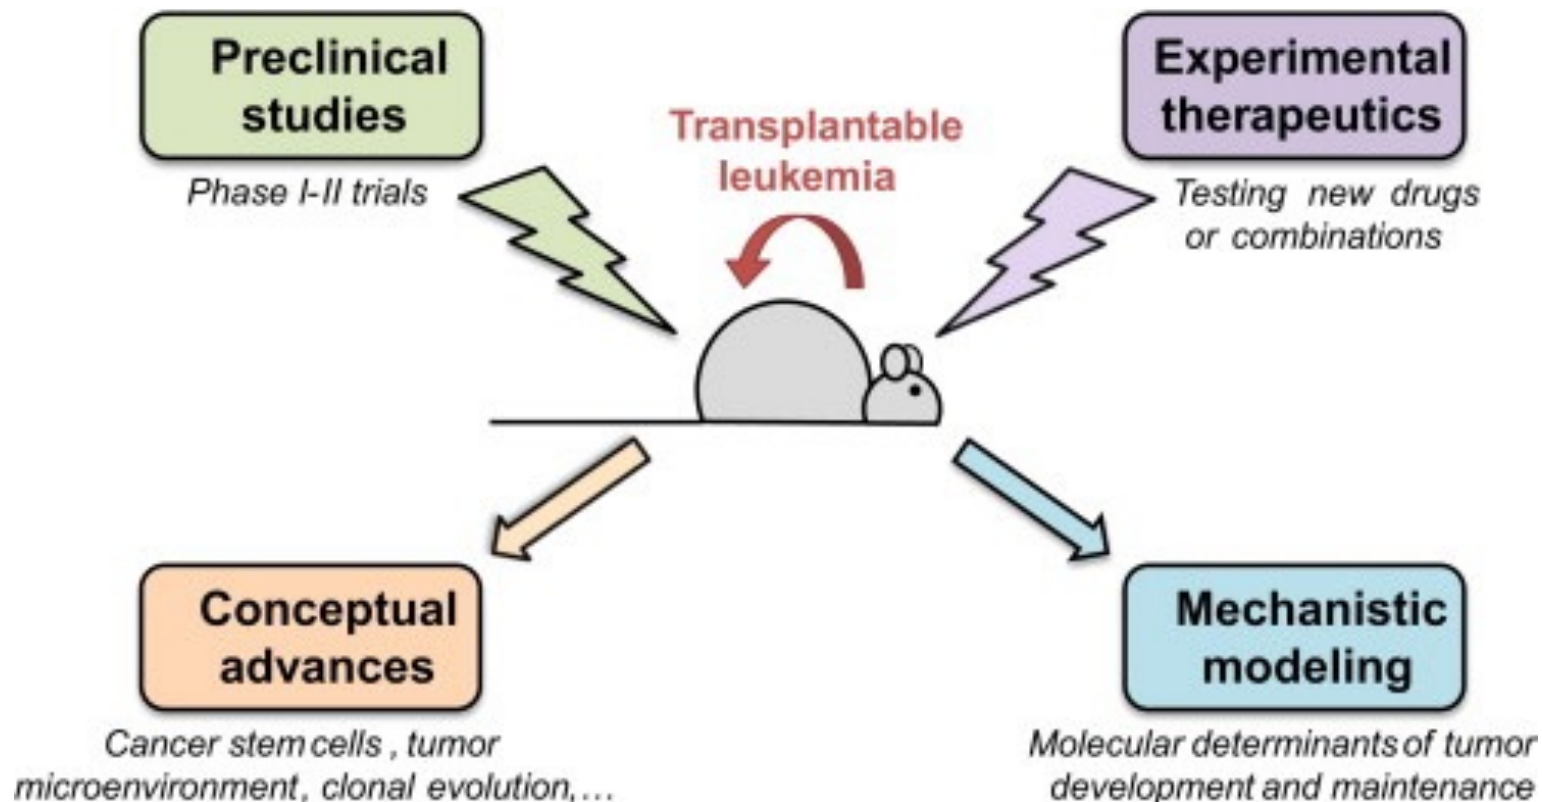 Preclinical
studies
Phase I-II trials
Transplantable
leukemia
Experimental
therapeutics
Testing new drugs
or combinations
Conceptual
advances
Cancer stem cells , tumor
microenvironment, clonal evolution,...
Mechanistic
modeling
Molecular determinants of tumor
development and maintenance